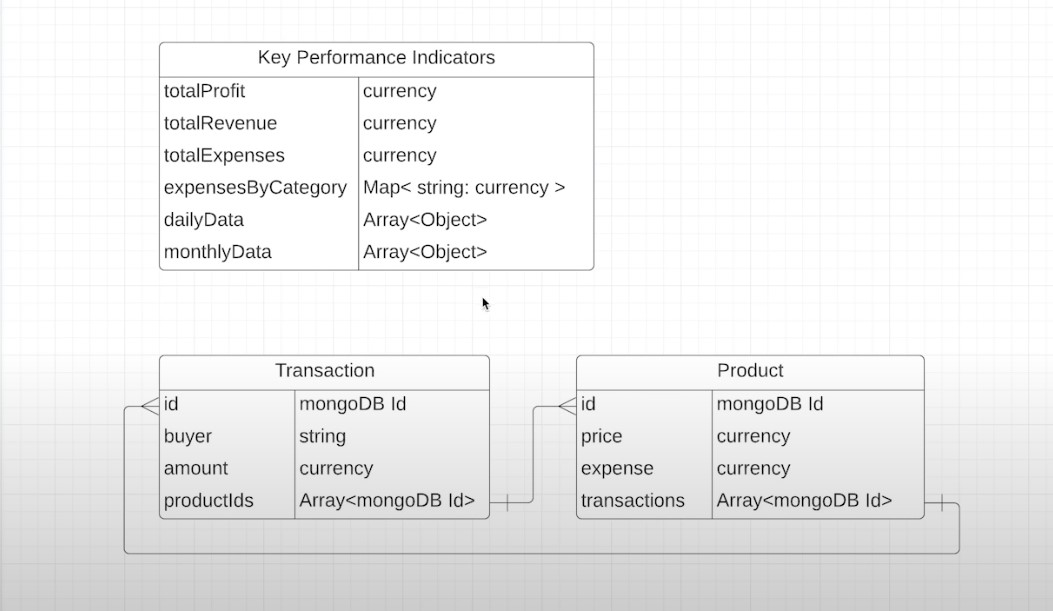 Key Performance Indicators
totalProfit currency
totalRevenue currency
totalExpenses currency
expensesByCategory Map< string: currency >
dailyData Array<Object>
monthlyData Array<Object>
Transaction
id mongoDB Id
buyer string
amount currency
productIds Array<mongoDB Id>
Product
id mongoDB Id
price currency
expense currency
transactions Array<mongoDB Id>